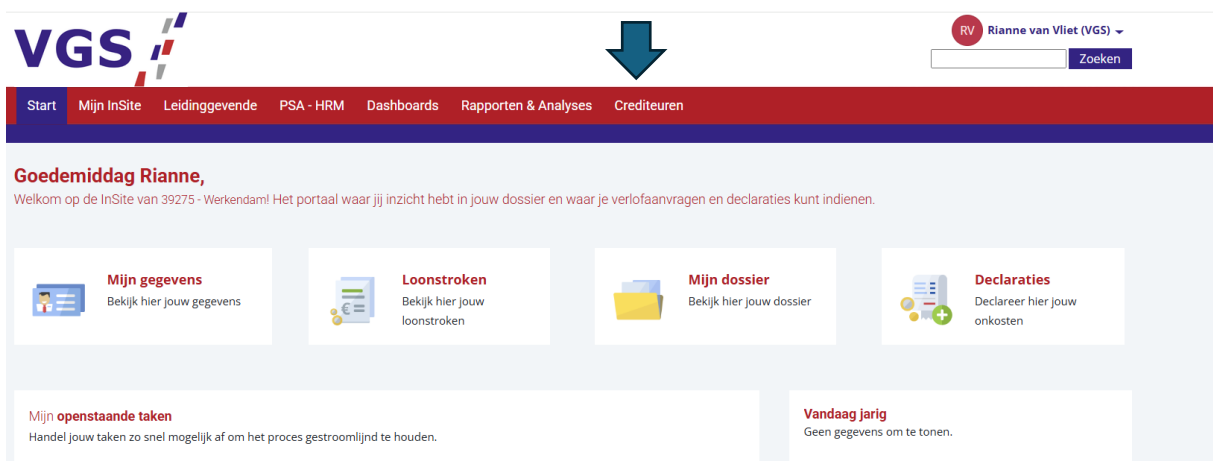 VGS
RV Rianne van Vliet (VGS)
Zoeken
Start Mijn InSite Leidinggevende PSA - HRM Dashboards Rapporten & Analyses Crediteuren
Goedemiddag Rianne,
Welkom op de InSite van 39275 - Werkendam! Het portaal waar jij inzicht hebt in jouw dossier en waar je verlofaanvragen en declaraties kunt indienen.
Mijn gegevens
Bekijk hier jouw gegevens
Loonstroken
Bekijk hier jouw
loonstroken
Mijn dossier
Bekijk hier jouw dossier
Declaraties
Declareer hier jouw
onkosten
Mijn openstaande taken
Handel jouw taken zo snel mogelijk af om het proces gestroomlijnd te houden.
Vandaag jarig
Geen gegevens om te tonen.